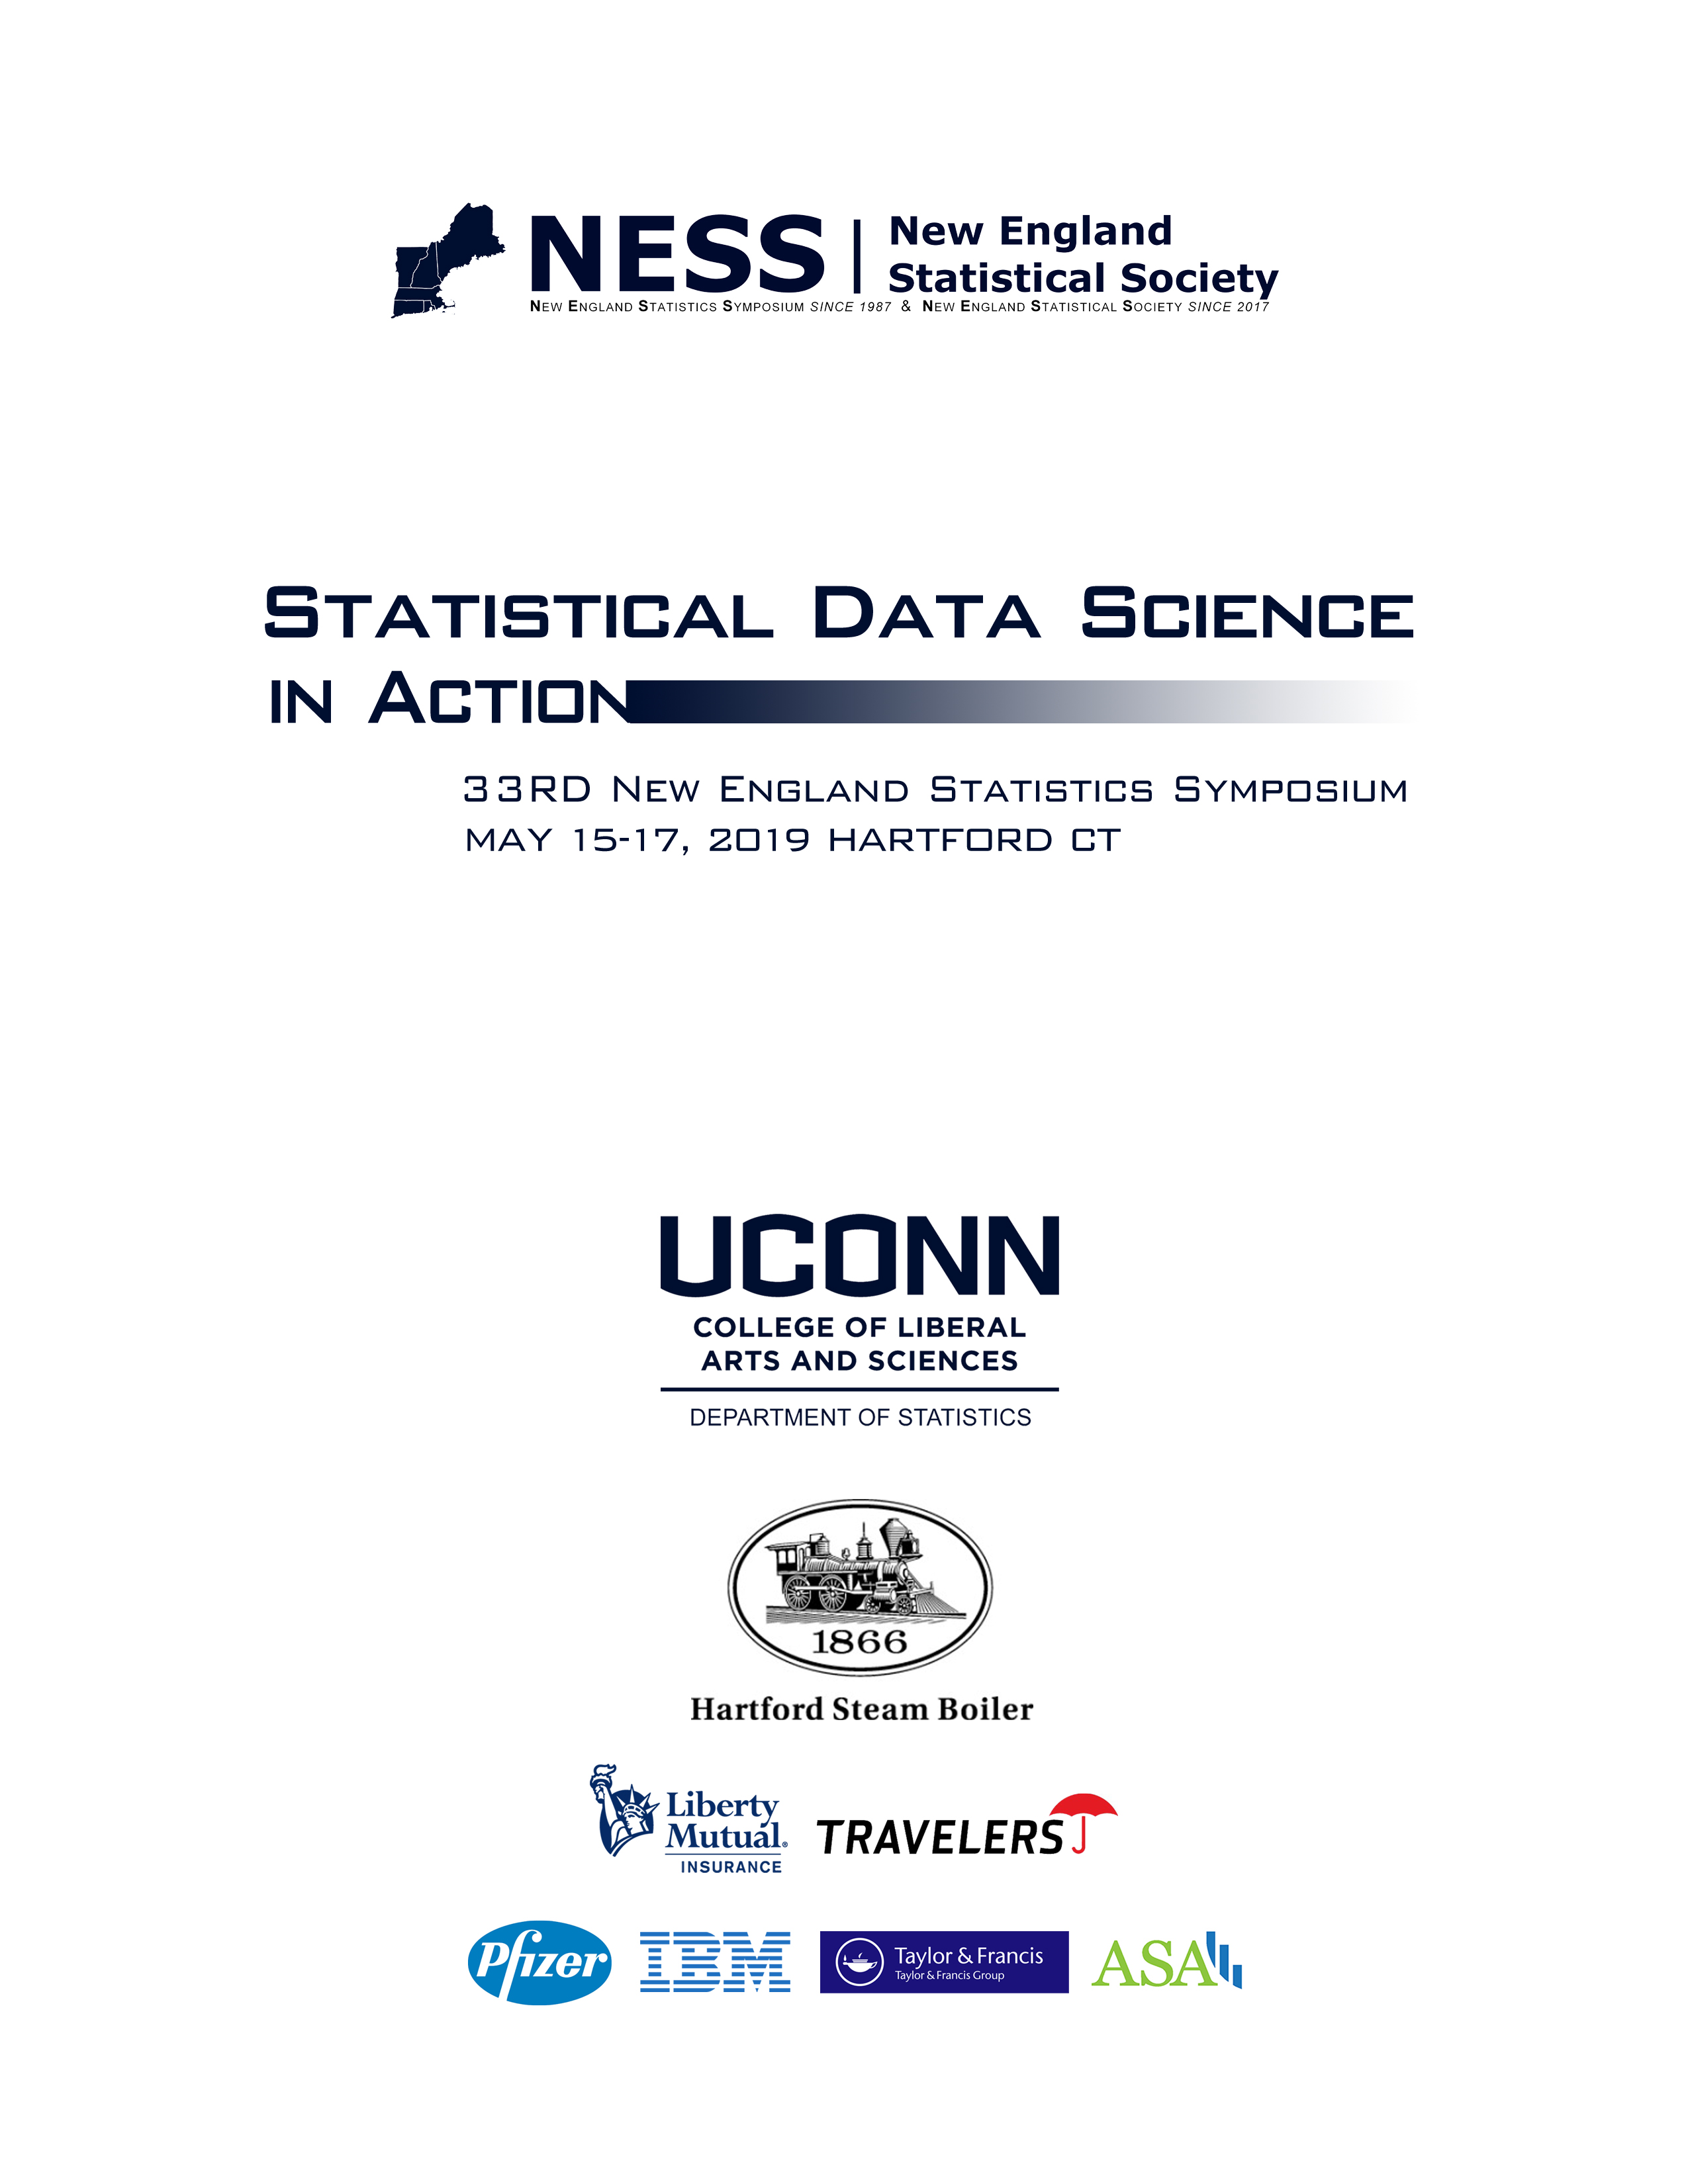 NESS
New England
Statistical Society
NEW ENGLAND STATISTICS SYMPOSIUM SINCE 1987 & NEW ENGLAND STATISTICAL SOCIETY SINCE 2017
STATISTICAL DATA SCIENCE
IN ACTION
33RD NEW ENGLAND STATISTICS SYMPOSIUM
MAY 15-17, 2019 HARTFORD CT
UCONN
COLLEGE OF LIBERAL
ARTS AND SCIENCES
DEPARTMENT OF STATISTICS
1866
Hartford Steam Boiler
Liberty
Mutual®
INSURANCE
TRAVELERS
Pfizer
IBM
Taylor & Francis
Taylor & Francis Group
ASA